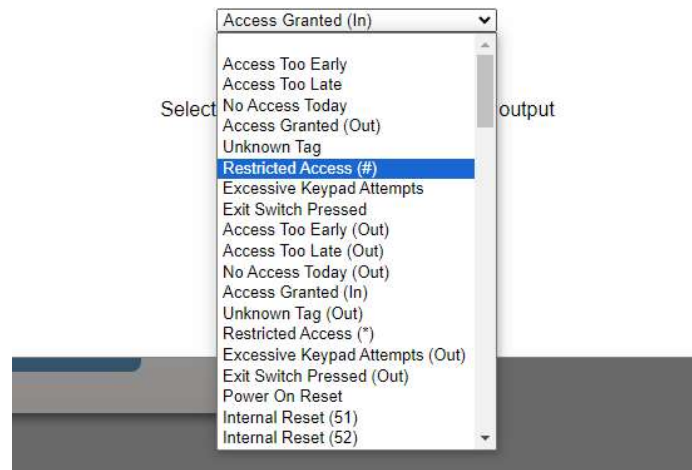 Access Granted (In)
Access Too Early
Access Too Late
Select
No Access Today
output
Access Granted (Out)
Unknown Tag
Restricted Access (#)
Excessive Keypad Attempts
Exit Switch Pressed
Access Too Early (Out)
Access Too Late (Out)
No Access Today (Out)
Access Granted (In)
Unknown Tag (Out)
Restricted Access (*)
Excessive Keypad Attempts (Out)
Exit Switch Pressed (Out)
Power On Reset
Internal Reset (51)
Internal Reset (52)